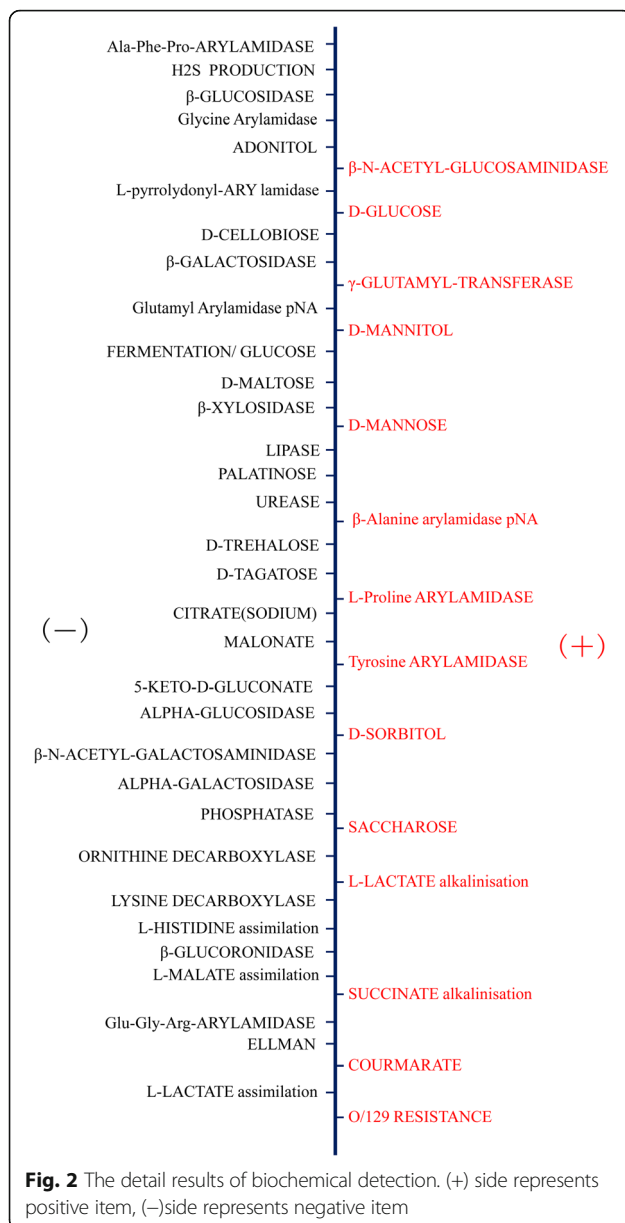 Ala-Phe-Pro-ARYLAMIDASE
H2S PRODUCTION
β-GLUCOSIDASE
Glycine Arylamidase
ADONITOL
β-N-ACETYL-GLUCOSAMINIDASE
L-pyrrolydonyl-ARY lamidase
D-GLUCOSE
D-CELLOBIOSE
β-GALACTOSIDASE
γ-GLUTAMYL-TRANSFERASE
Glutamyl Arylamidase pNA
D-MANNITOL
FERMENTATION/ GLUCOSE
D-MALTOSE
β-XYLOSIDASE
D-MANNOSE
LIPASE
PALATINOSE
UREASE
β-Alanine arylamidase pNA
D-TREHALOSE
D-TAGATOSE
L-Proline ARYLAMIDASE
CITRATE(SODIUM)
(−)
MALONATE
(+)
Tyrosine ARYLAMIDASE
5-KETO-D-GLUCONATE
ALPHA-GLUCOSIDASE
D-SORBITOL
β-N-ACETYL-GALACTOSAMINIDASE
ALPHA-GALACTOSIDASE
PHOSPHATASE
SACCHAROSE
ORNITHINE DECARBOXYLASE
L-LACTATE alkalinisation
LYSINE DECARBOXYLASE
L-HISTIDINE assimilation
β-GLUCORONIDASE
L-MALATE assimilation
SUCCINATE alkalinisation
Glu-Gly-Arg-ARYLAMIDASE
ELLMAN
COURMARATE
L-LACTATE assimilation
O/129 RESISTANCE
Fig. 2 The detail results of biochemical detection. (+) side represents
positive item, (−)side represents negative item